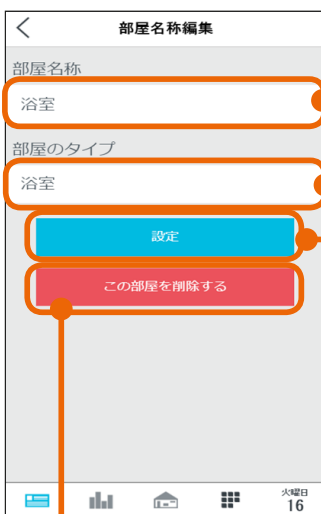 部屋名称編集
部屋名称
浴室
部屋のタイプ
浴室
設定
この部屋を削除する
火曜日
16